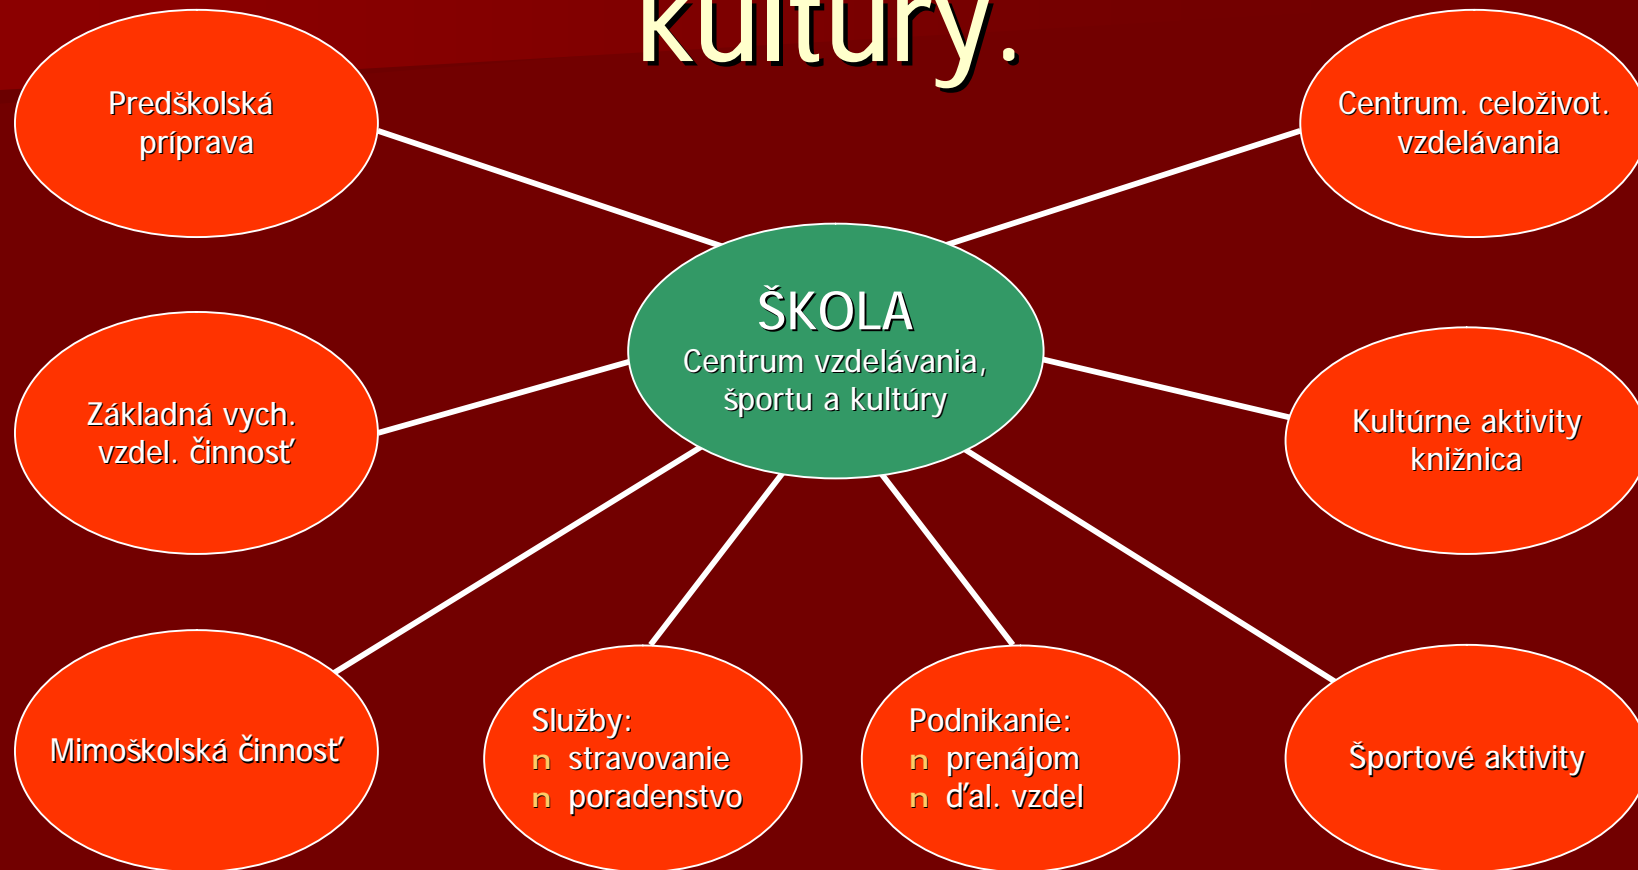 kultúry.
Predškolská
príprava
Centrum. celoživot.
vzdelávania
ŠKOLA
Centrum vzdelávania,
športu a kultúry
Základná vych.
vzdel. činnosť
Kultúrne aktivity
knižnica
Mimoškolská činnosť
Služby:
n stravovanie
n poradenstvo
Podnikanie:
n prenájom
n ďal. vzdel
Športové aktivity